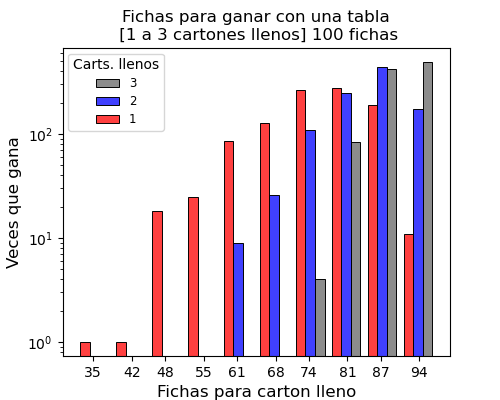 Fichas para ganar con una tabla
[1 a 3 cartones llenos] 100 fichas
Carts. llenos
3
2
1
Veces que gana
10²
10¹
10⁰
35 42 48 55 61 68 74 81 87 94
Fichas para carton lleno